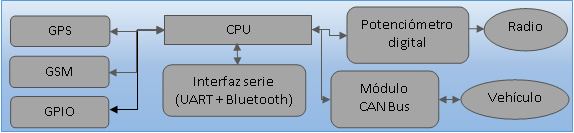 GPS
GSM
GPIO
CPU
Interfaz serie
(UART + Bluetooth)
Potenciómetro
digital
Radio
Módulo
CAN Bus
Vehículo